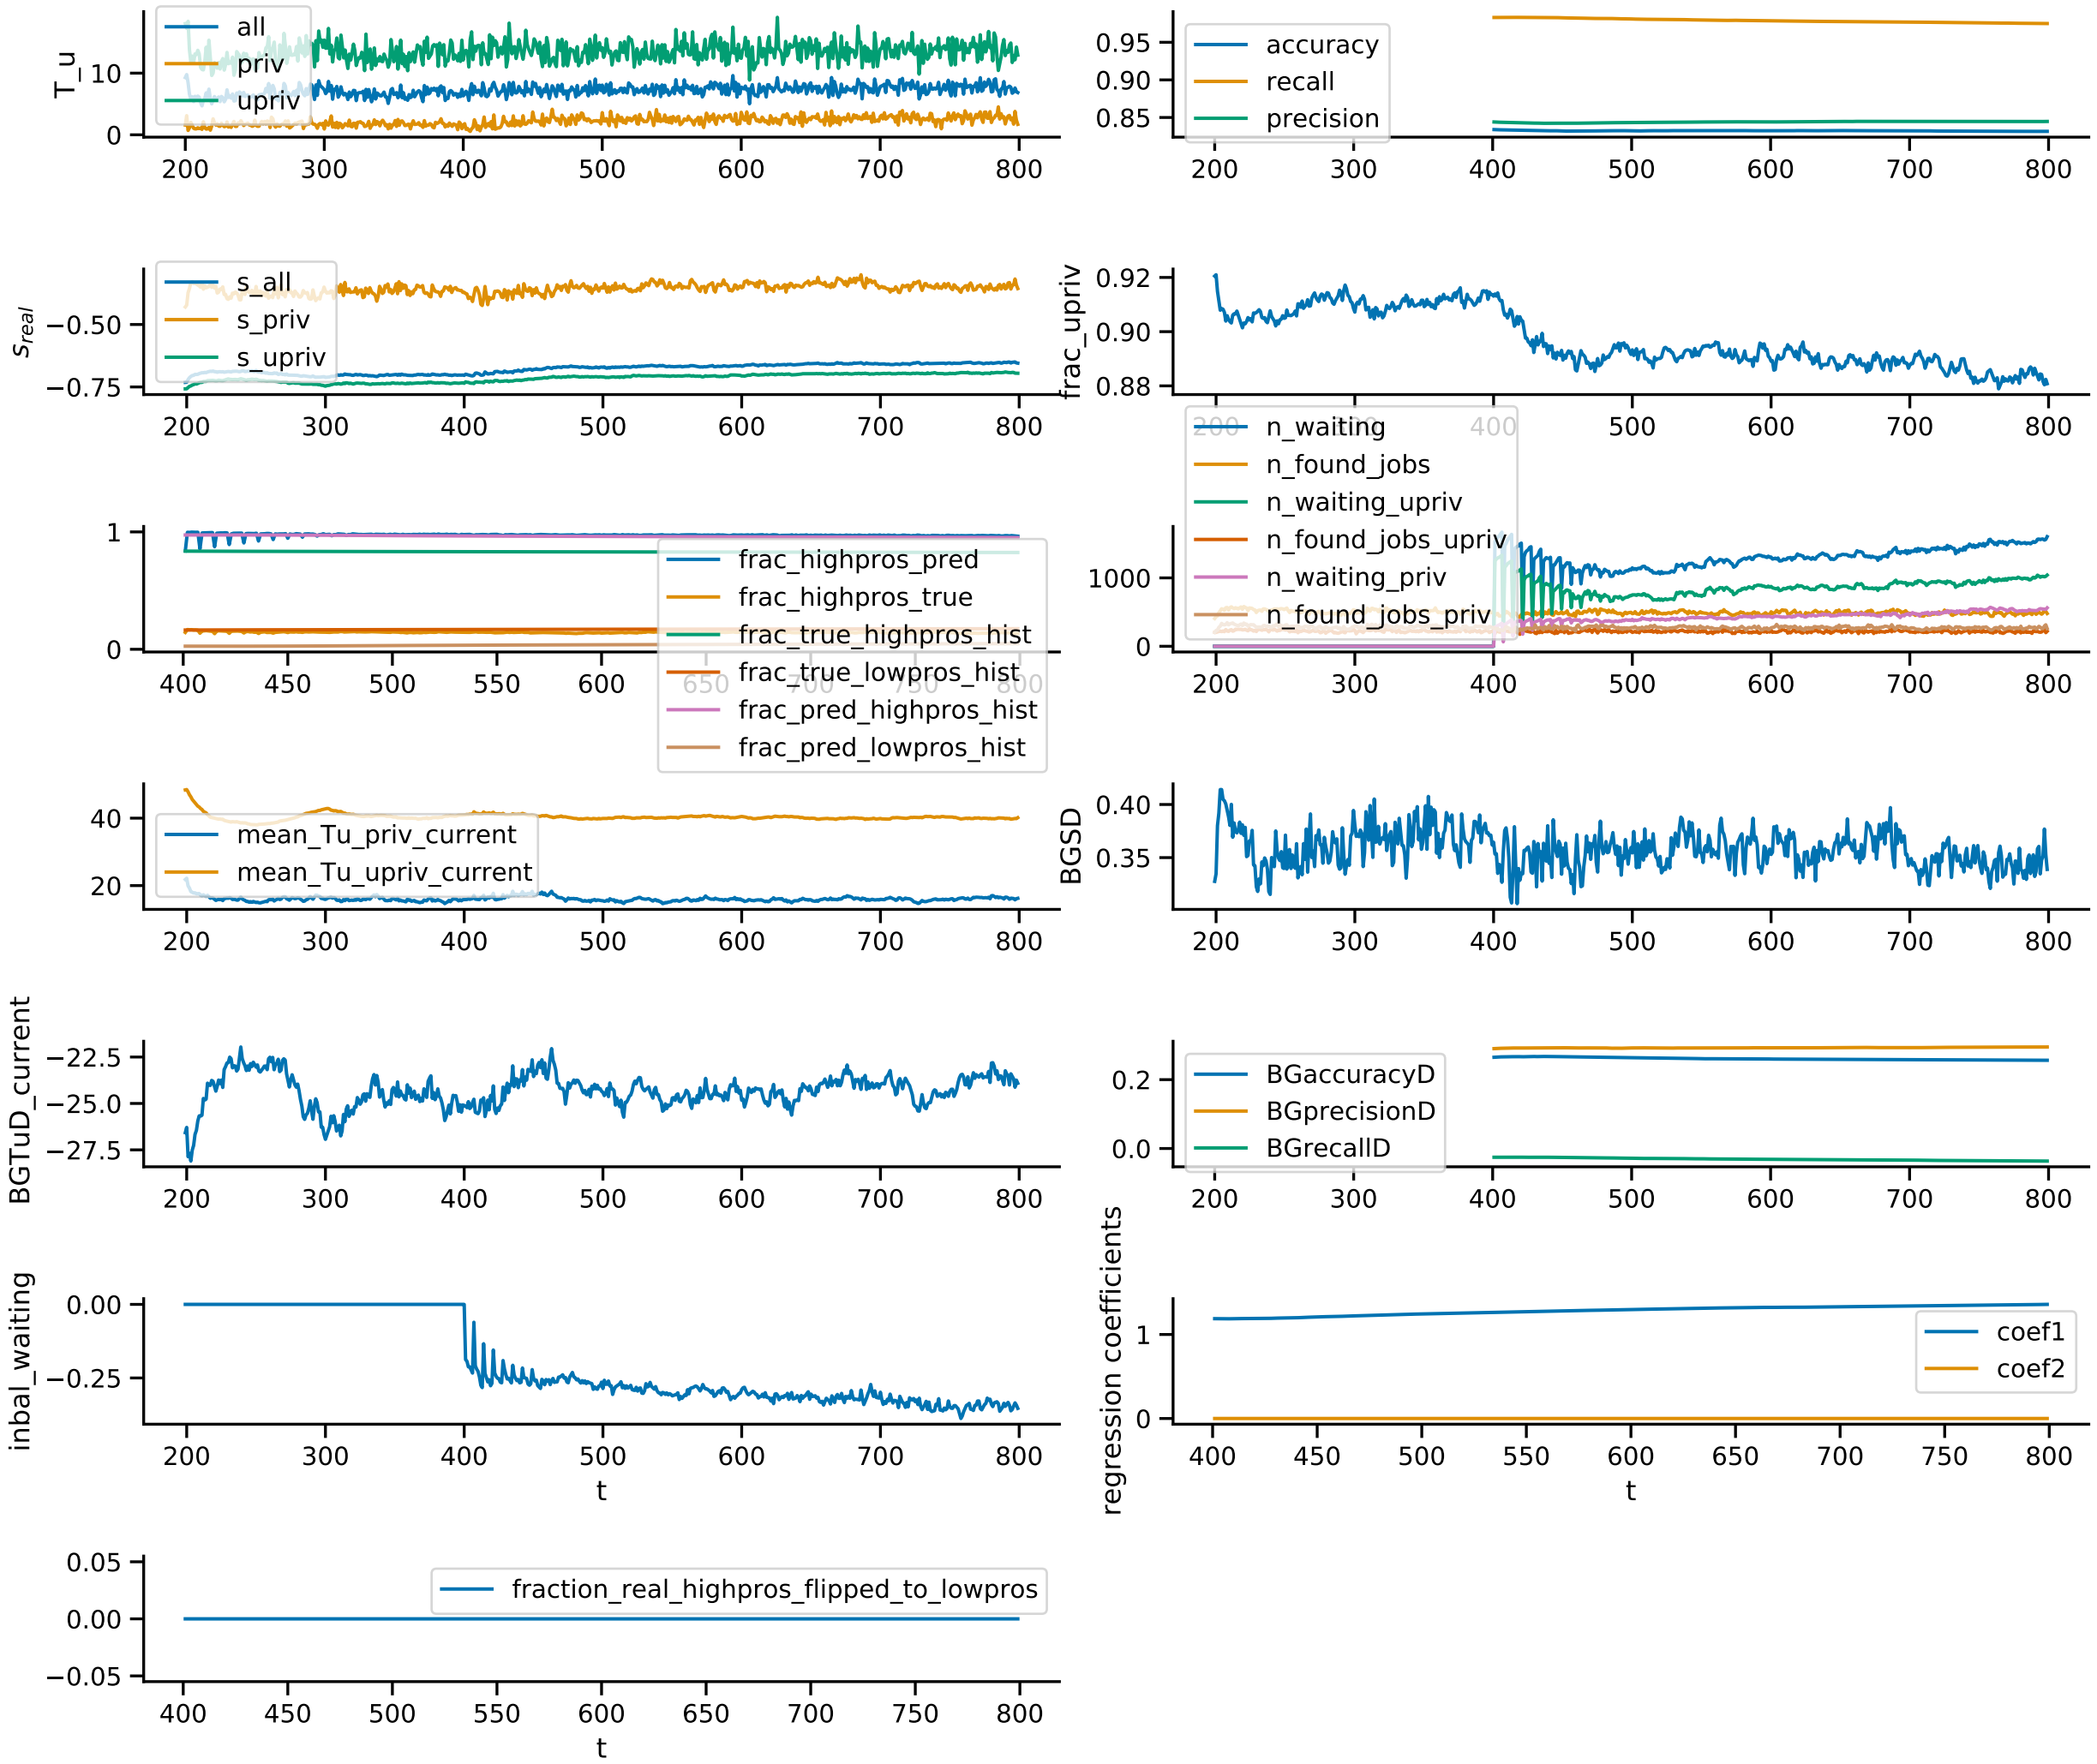 T_u
10
0
all
priv
upriv
200 300 400 500 600 700 800
0.95
0.90
0.85
accuracy
recall
precision
200 300 400 500 600 700 800
s_real
−0.50
−0.75
s_all
s_priv
s_upriv
200 300 400 500 600 700 800
frac_upriv
0.92
0.90
0.88
200 300 400 500 600 700 800
1
0
frac_highpros_pred
frac_highpros_true
frac_true_highpros_hist
frac_true_lowpros_hist
frac_pred_highpros_hist
frac_pred_lowpros_hist
400 450 500 550 600 650 700 750 800
1000
0
n_waiting
n_found_jobs
n_waiting_upriv
n_found_jobs_upriv
n_waiting_priv
n_found_jobs_priv
200 300 400 500 600 700 800
40
20
mean_Tu_priv_current
mean_Tu_upriv_current
200 300 400 500 600 700 800
BGSD
0.40
0.35
200 300 400 500 600 700 800
BGTuD_current
−22.5
−25.0
−27.5
200 300 400 500 600 700 800
0.2
0.0
BGaccuracyD
BGprecisionD
BGrecallD
200 300 400 500 600 700 800
inbal_waiting
0.00
−0.25
200 300 400 500 600 700 800
t
regression coefficients
1
0
coef1
coef2
400 450 500 550 600 650 700 750 800
t
0.05
0.00
−0.05
fraction_real_highpros_flipped_to_lowpros
400 450 500 550 600 650 700 750 800
t